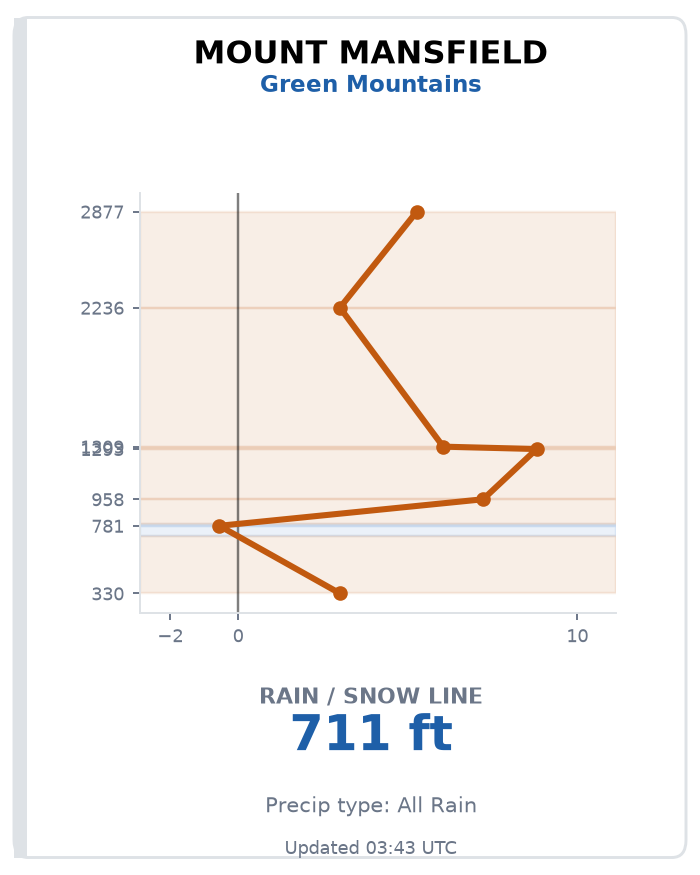 MOUNT MANSFIELD
Green Mountains
2877
2236
1309
958
781
330
−2 0 10
RAIN / SNOW LINE
711 ft
Precip type: All Rain
Updated 03:43 UTC